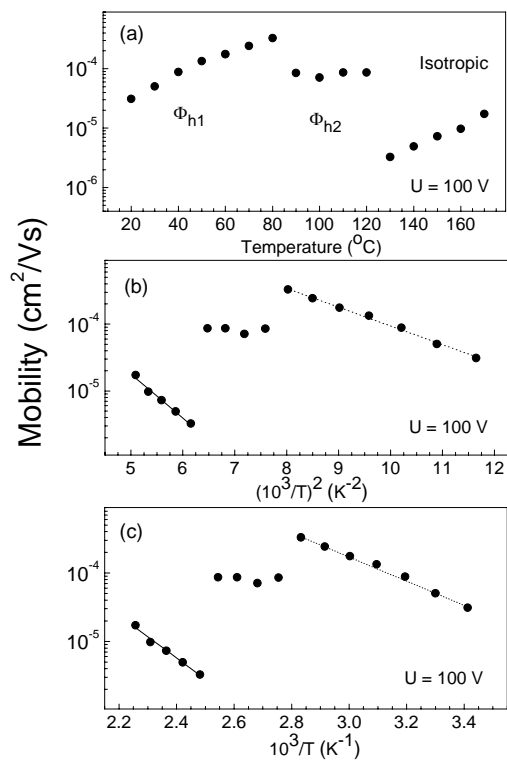 Mobility (cm²/Vs)
(a)
10⁻⁴
10⁻⁵
10⁻⁶
Φh1
Φh2
Isotropic
U = 100 V
20 40 60 80 100 120 140 160
Temperature (°C)
(b)
10⁻⁴
10⁻⁵
U = 100 V
5 6 7 8 9 10 11 12
(10³/T)² (K⁻²)
(c)
10⁻⁴
10⁻⁵
U = 100 V
2.2 2.4 2.6 2.8 3.0 3.2 3.4
10³/T (K⁻¹)